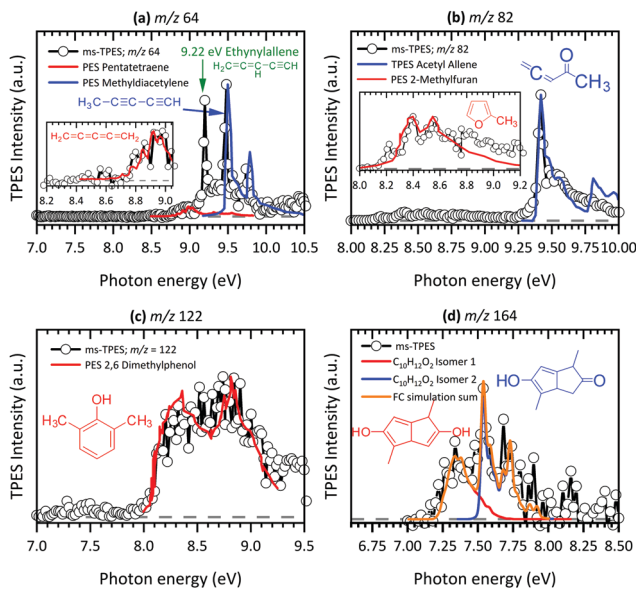 (a) m/z 64
TPES Intensity (a.u.)
ms-TPES; m/z 64
PES Pentatetraene
PES Methyldiacetylene
9.22 eV Ethynylallene
H₂C=C=C-C≡CH
H
H₃C-C≡C-C≡CH
H₂C=C=C=C=CH₂
8.2 8.4 8.6 8.8 9.0
7.0 7.5 8.0 8.5 9.0 9.5 10.0 10.5
Photon energy (eV)
(b) m/z 82
TPES Intensity (a.u.)
ms-TPES; m/z 82
TPES Acetyl Allene
PES 2-Methylfuran
O
CH₃
O
CH₃
8.0 8.2 8.4 8.6 8.8 9.0 9.2
8.00 8.25 8.50 8.75 9.00 9.25 9.50 9.75 10.00
Photon energy (eV)
(c) m/z 122
TPES Intensity (a.u.)
ms-TPES; m/z = 122
PES 2,6 Dimethylphenol
OH
H₃C
CH₃
7.0 7.5 8.0 8.5 9.0 9.5
Photon energy (eV)
(d) m/z 164
TPES Intensity (a.u.)
ms-TPES
C₁₀H₁₂O₂ Isomer 1
C₁₀H₁₂O₂ Isomer 2
FC simulation sum
HO
O
HO
OH
6.75 7.00 7.25 7.50 7.75 8.00 8.25 8.50
Photon energy (eV)